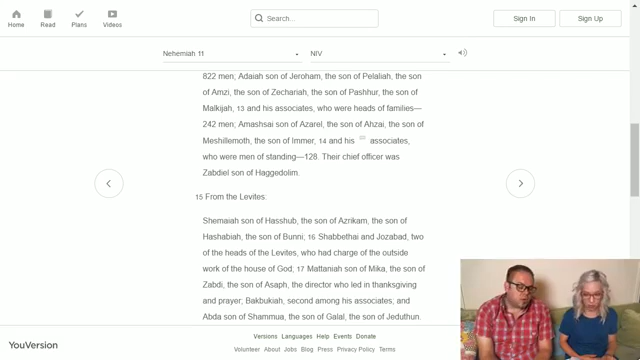 Home
Read
Plans
Videos
Search...
Sign In
Sign Up
Nehemiah 11
NIV
822 men; Adaiah son of Jeroham, the son of Pelaliah, the son
of Amzi, the son of Zechariah, the son of Pashhur, the son of
Malkijah, 13 and his associates, who were heads of families—
242 men; Amashsai son of Azarel, the son of Ahzai, the son of
Meshillemoth, the son of Immer, 14 and his associates,
who were men of standing—128. Their chief officer was
Zabdiel son of Haggedolim.
15 From the Levites:
Shemaiah son of Hasshub, the son of Azrikam, the son of
Hashabiah, the son of Bunni; 16 Shabbethai and Jozabad, two
of the heads of the Levites, who had charge of the outside
work of the house of God; 17 Mattaniah son of Mika, the son of
Zabdi, the son of Asaph, the director who led in thanksgiving
and prayer; Bakbukiah, second among his associates; and
Abda son of Shammua, the son of Galal, the son of Jeduthun.
YouVersion
Versions Languages Help Events Donate
Volunteer About Jobs Blog Press Privacy Policy Terms